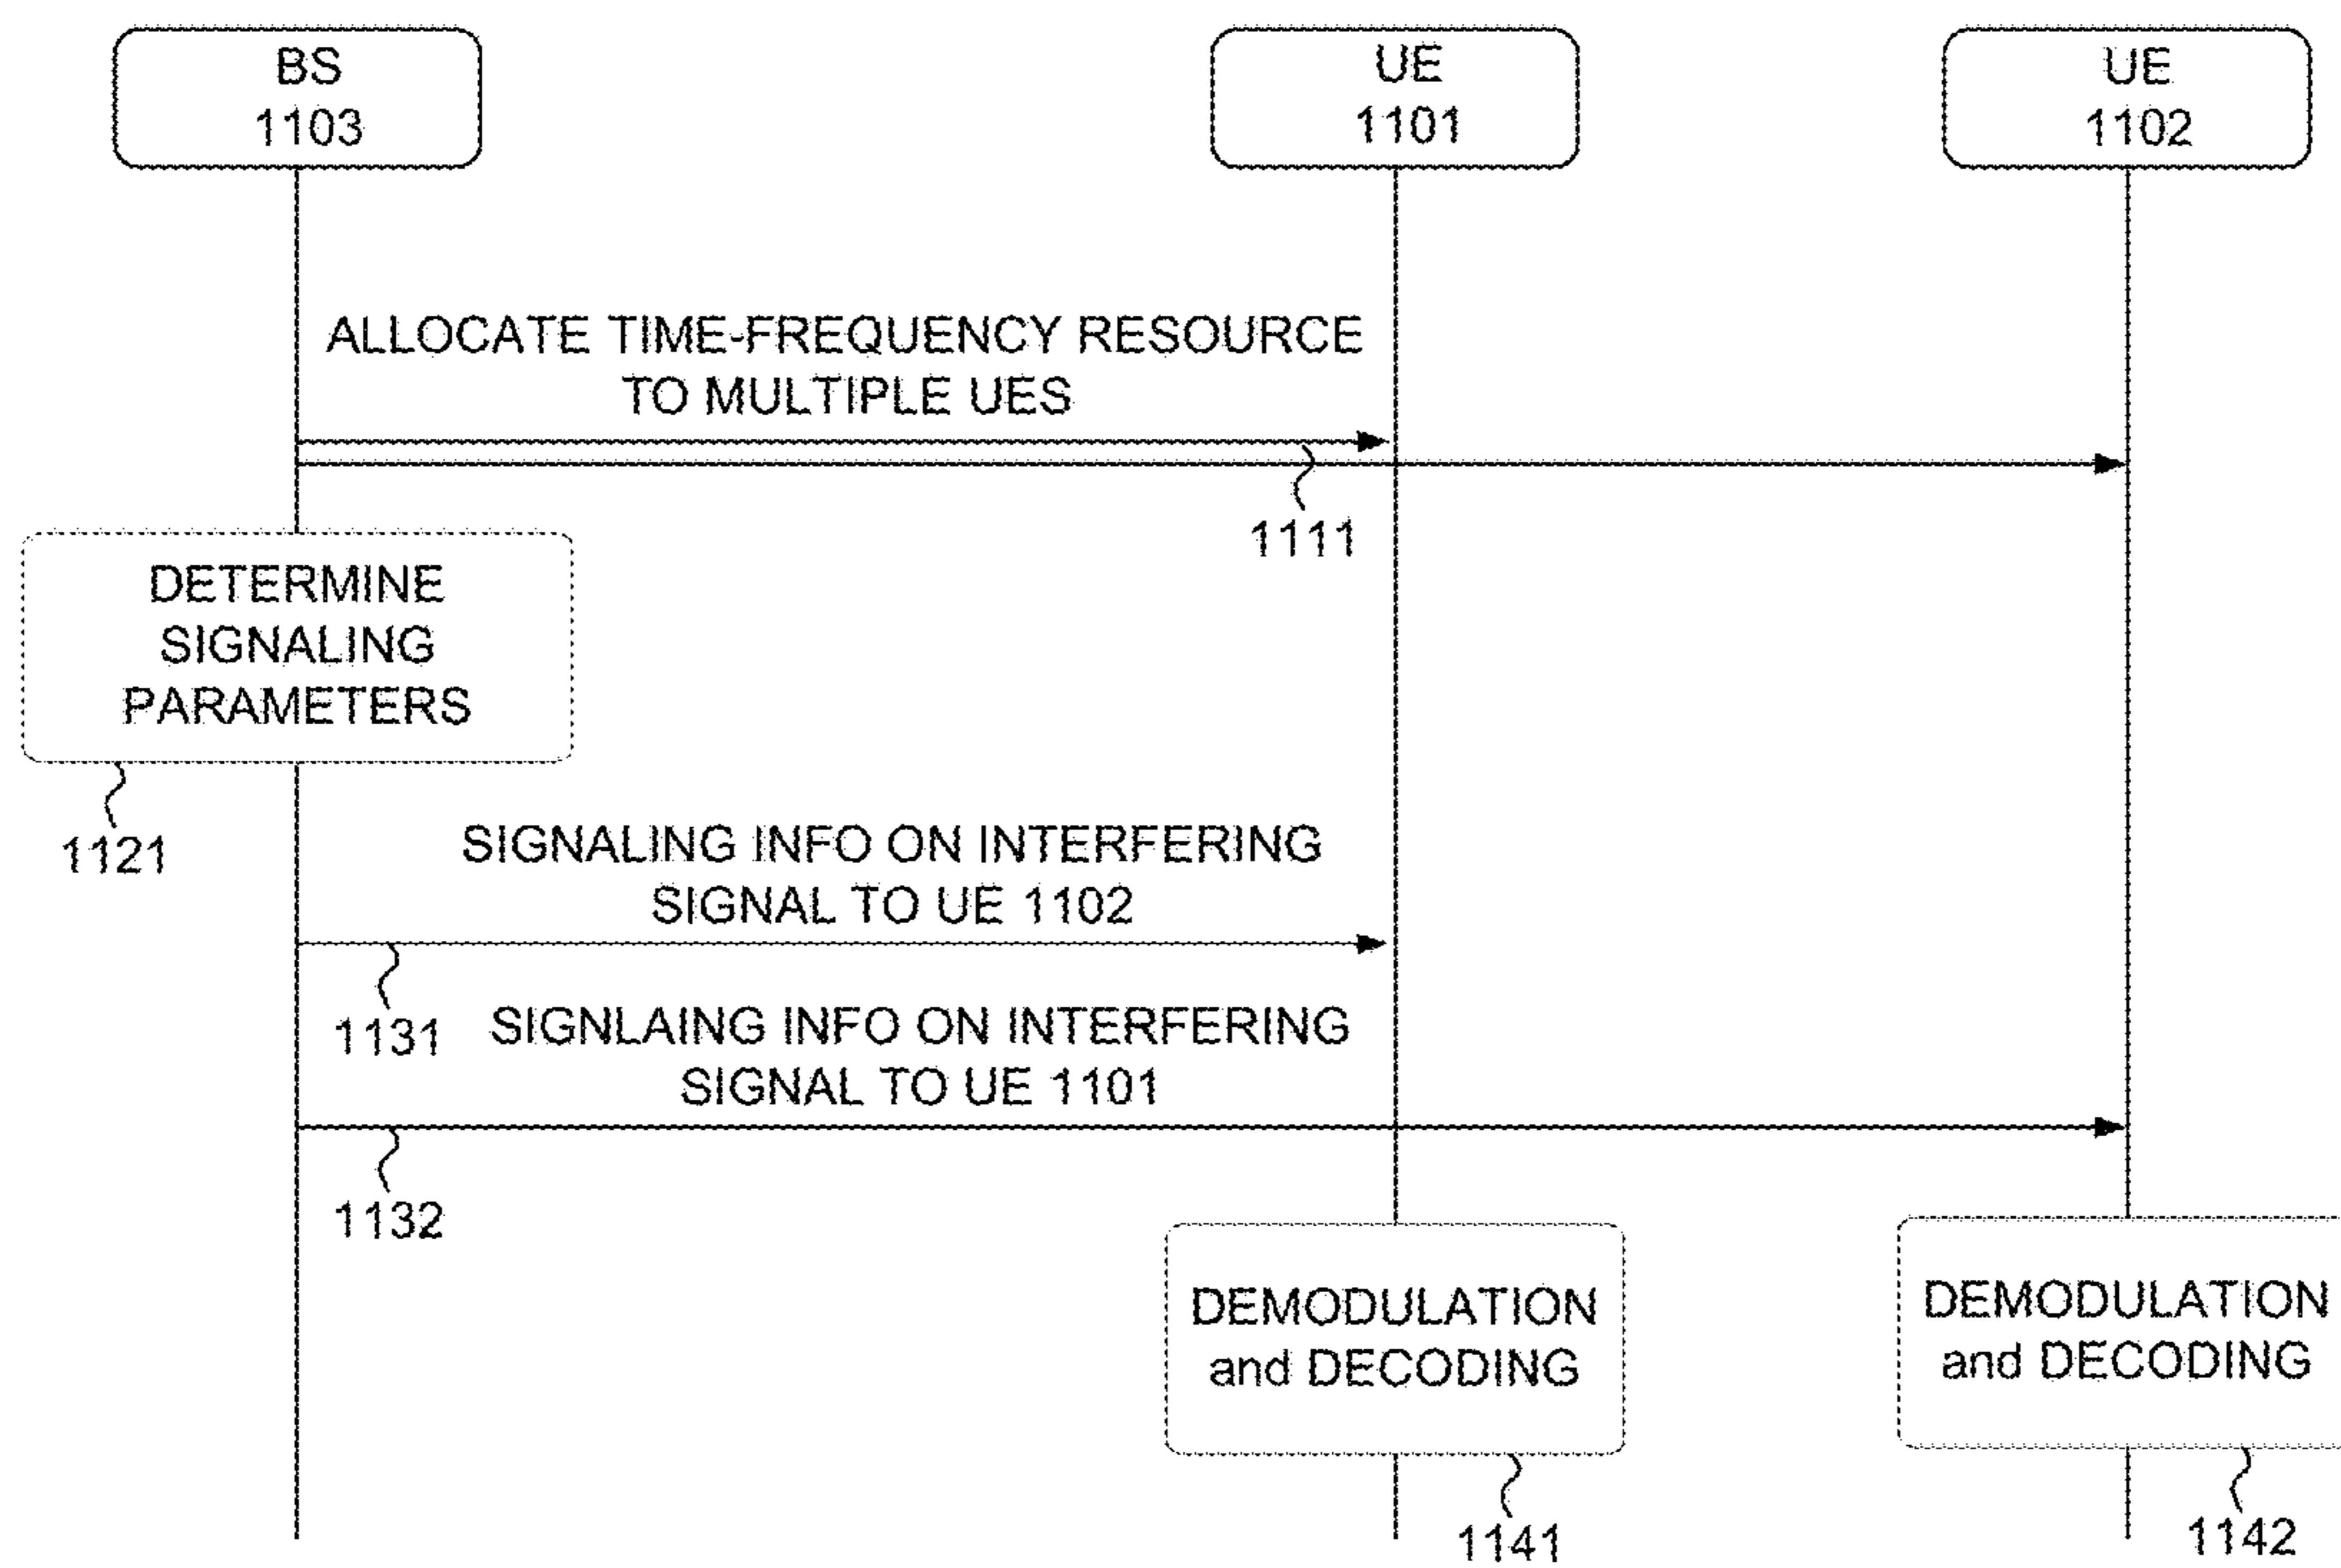 BS
1103
UE
1101
UE
1102
ALLOCATE TIME-FREQUENCY RESOURCE
TO MULTIPLE UES
1111
DETERMINE
SIGNALING
PARAMETERS
1121
SIGNALING INFO ON INTERFERING
SIGNAL TO UE 1102
1131
SIGNLAING INFO ON INTERFERING
SIGNAL TO UE 1101
1132
DEMODULATION
and DECODING
1141
DEMODULATION
and DECODING
1142